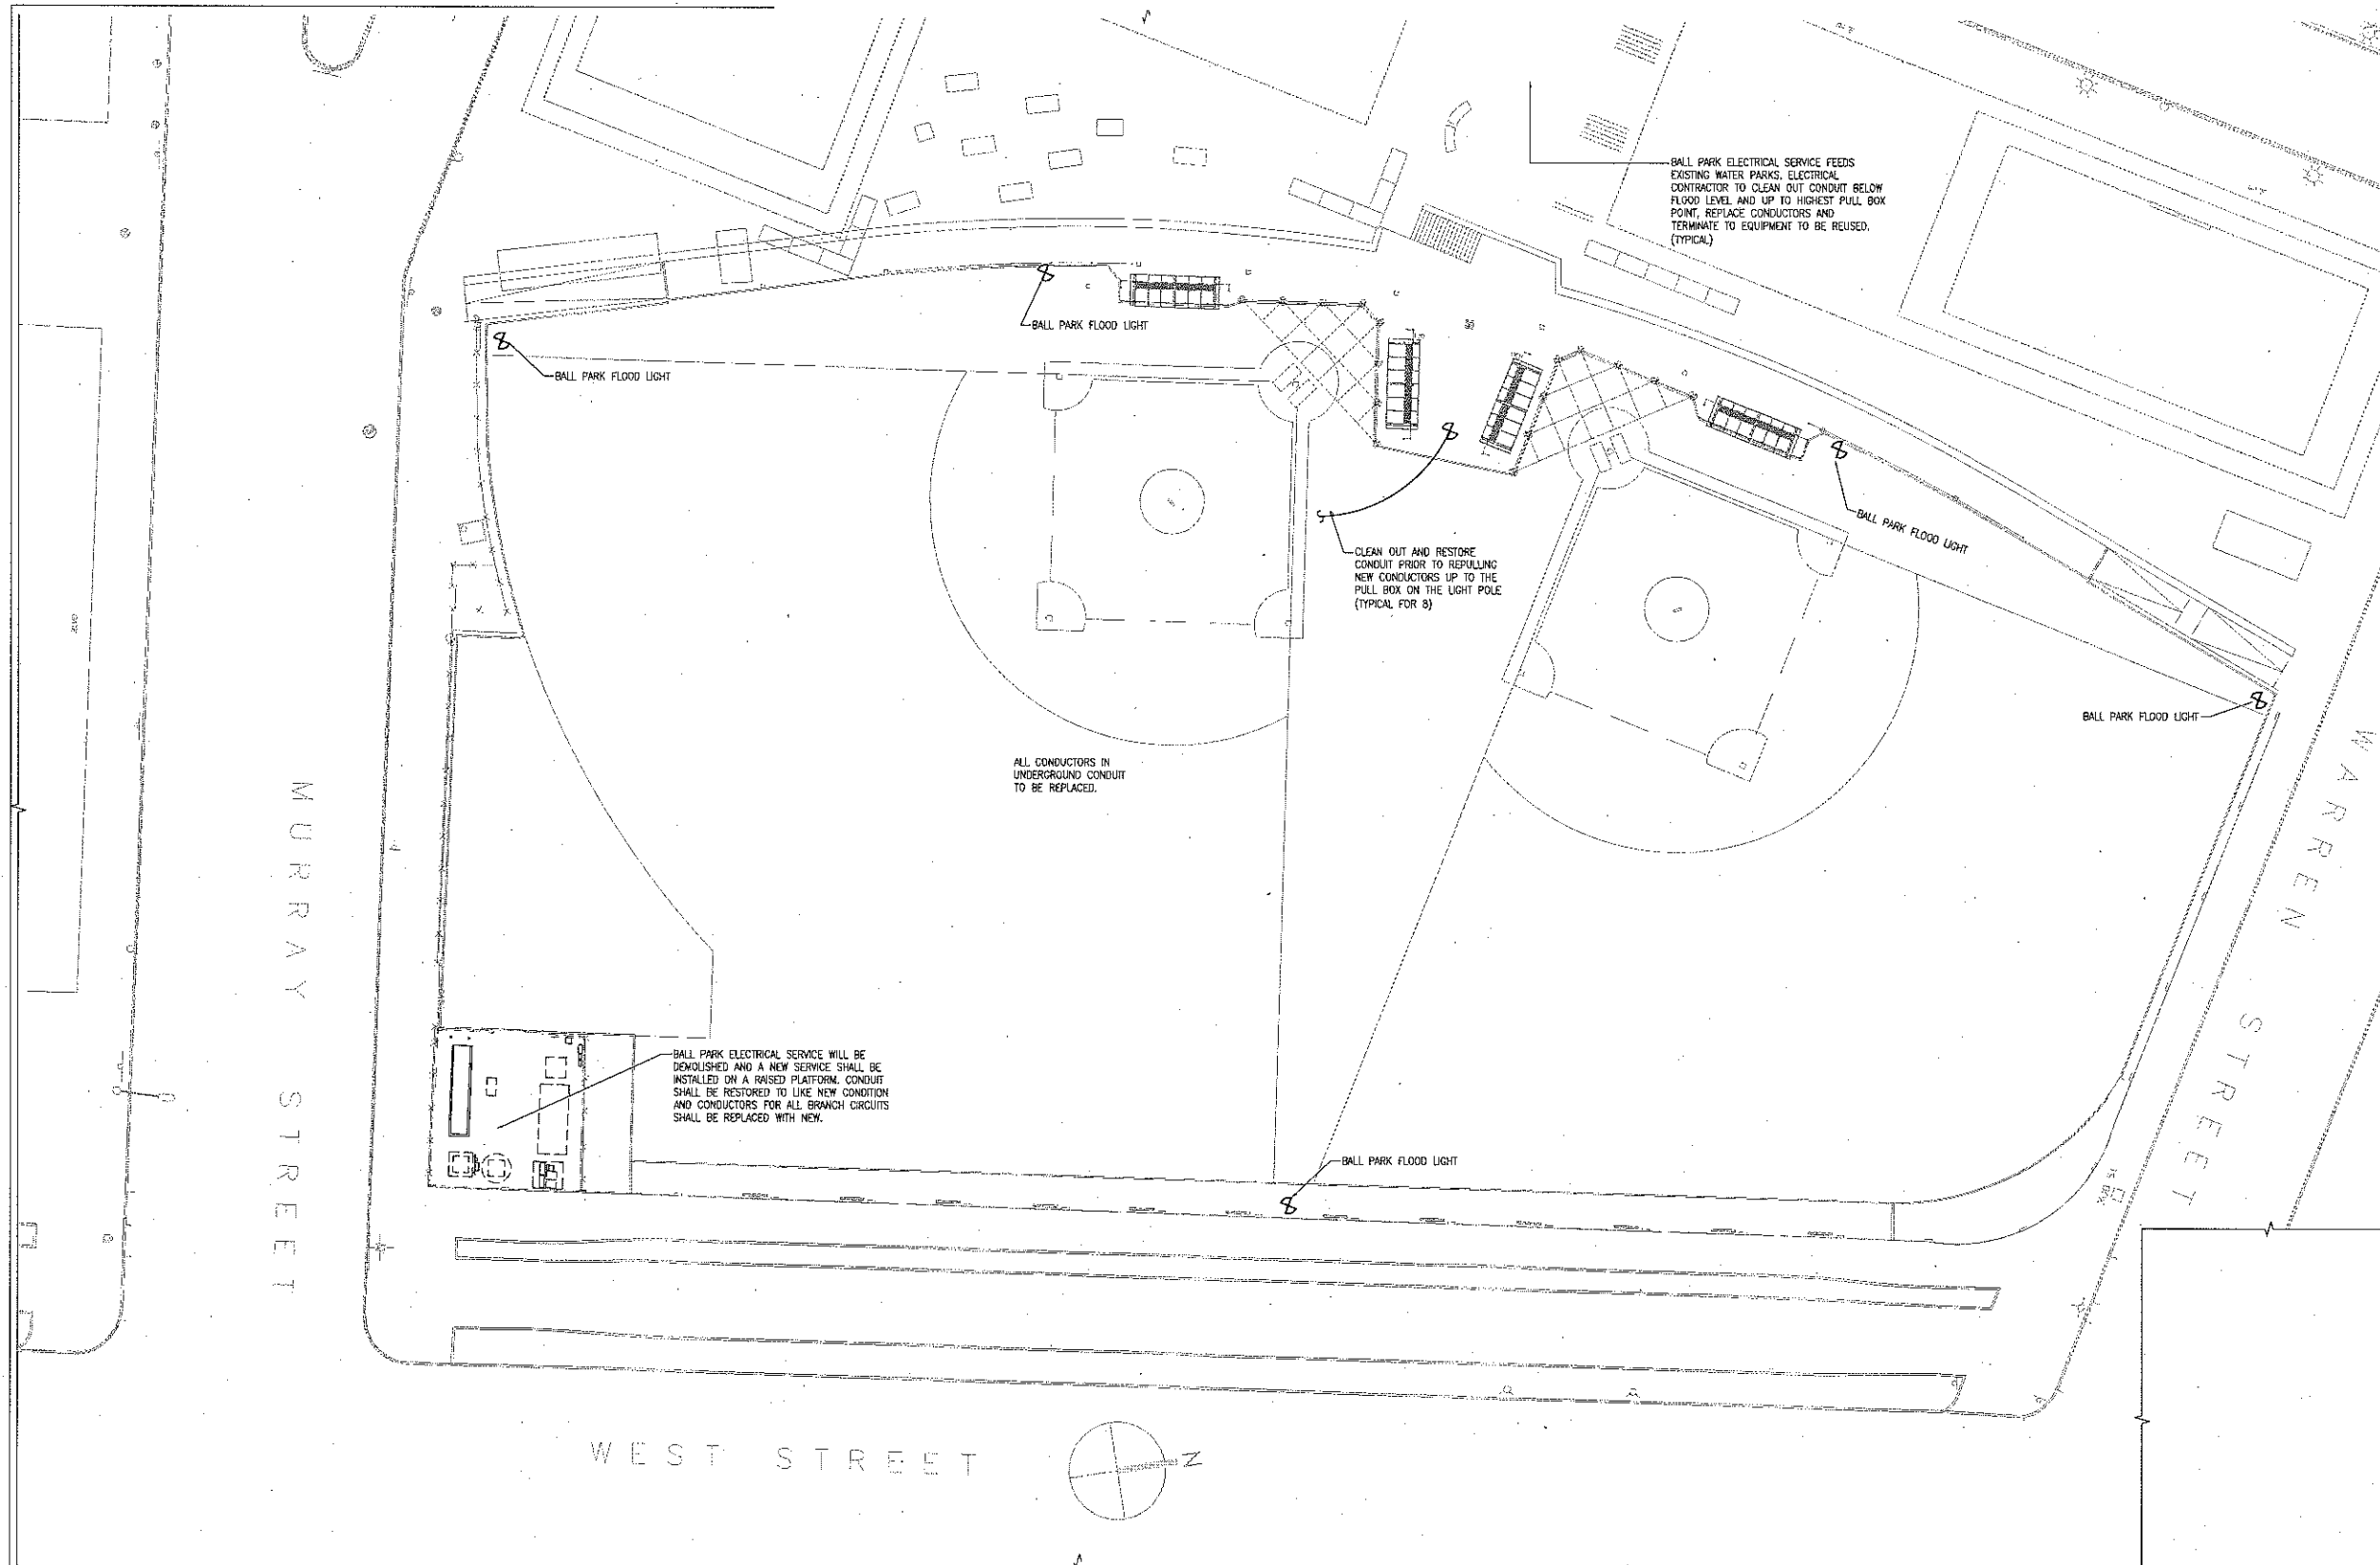 BALL PARK ELECTRICAL SERVICE FEEDS
EXISTING WATER PARKS. ELECTRICAL
CONTRACTOR TO CLEAN OUT CONDUIT BELOW
FLOOD LEVEL AND UP TO HIGHEST PULL BOX
POINT, REPLACE CONDUCTORS AND
TERMINATE TO EQUIPMENT TO BE REUSED.
(TYPICAL)
8
BALL PARK FLOOD LIGHT
8
BALL PARK FLOOD LIGHT
8
8
BALL PARK FLOOD LIGHT
CLEAN OUT AND RESTORE
CONDUIT PRIOR TO REPULLING
NEW CONDUCTORS UP TO THE
PULL BOX ON THE LIGHT POLE
(TYPICAL FOR 8)
8
BALL PARK FLOOD LIGHT
ALL CONDUCTORS IN
UNDERGROUND CONDUIT
TO BE REPLACED.
MURRAY STREET
WARREN STREET
BALL PARK ELECTRICAL SERVICE WILL BE
DEMOLISHED AND A NEW SERVICE SHALL BE
INSTALLED ON A RAISED PLATFORM. CONDUIT
SHALL BE RESTORED TO LIKE NEW CONDITION
AND CONDUCTORS FOR ALL BRANCH CIRCUITS
SHALL BE REPLACED WITH NEW.
BALL PARK FLOOD LIGHT
8
WEST STREET
N